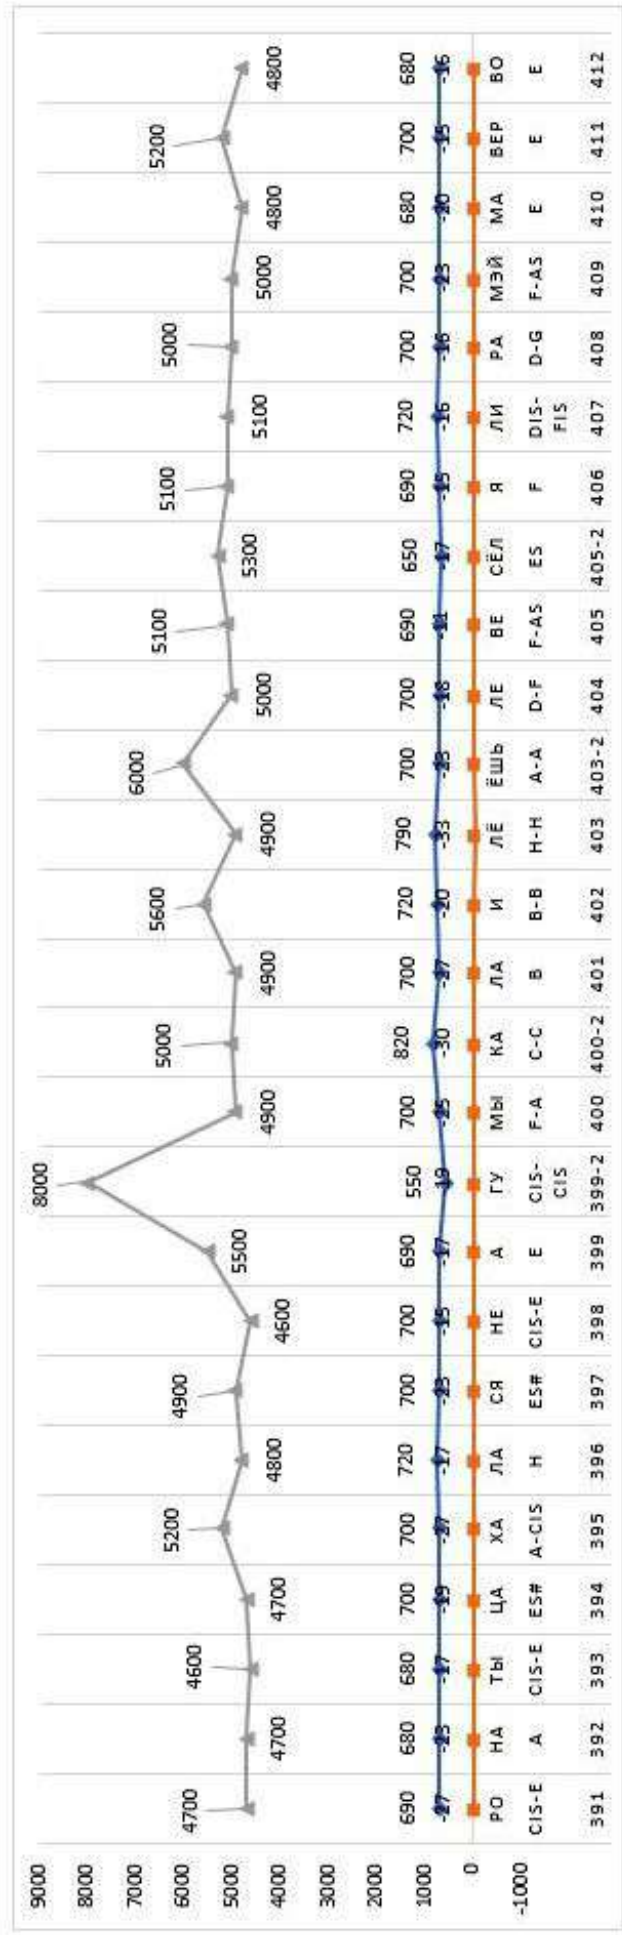 9000
8000
7000
6000
5000
4000
3000
2000
1000
0
-1000
4700 4700 4600 4700 5200 4800 4900 4600 5500 8000 4900 5000 4900 5600 4900 6000 5000 5100 5300 5100 5100 5000 5000 4800 5200 4800
690 680 680 700 700 720 700 700 690 550 700 820 700 720 790 700 700 690 650 690 720 700 700 680 700 680
-27 -23 -17 -19 -27 -17 -23 -15 -17 -19 -25 -30 -27 -20 -33 -23 -18 -11 -17 -15 -16 -16 -23 -20 -15 -16
РО НА ТЫ ЦА ХА ЛА СЯ НЕ А ГУ МЫ КА ЛА И ЛЁ ЁШЬ ЛЕ ВЕ СЁЛ Я ЛИ РА МЭЙ МА ВЕР ВО
CIS-E A CIS-E ES# A-CIS H ES# CIS-E E CIS-CIS F-A C-C B B-B H-H A-A D-F F-AS ES F DIS-FIS D-G F-AS E E E
391 392 393 394 395 396 397 398 399 399-2 400 400-2 401 402 403 403-2 404 405 405-2 406 407 408 409 410 411 412